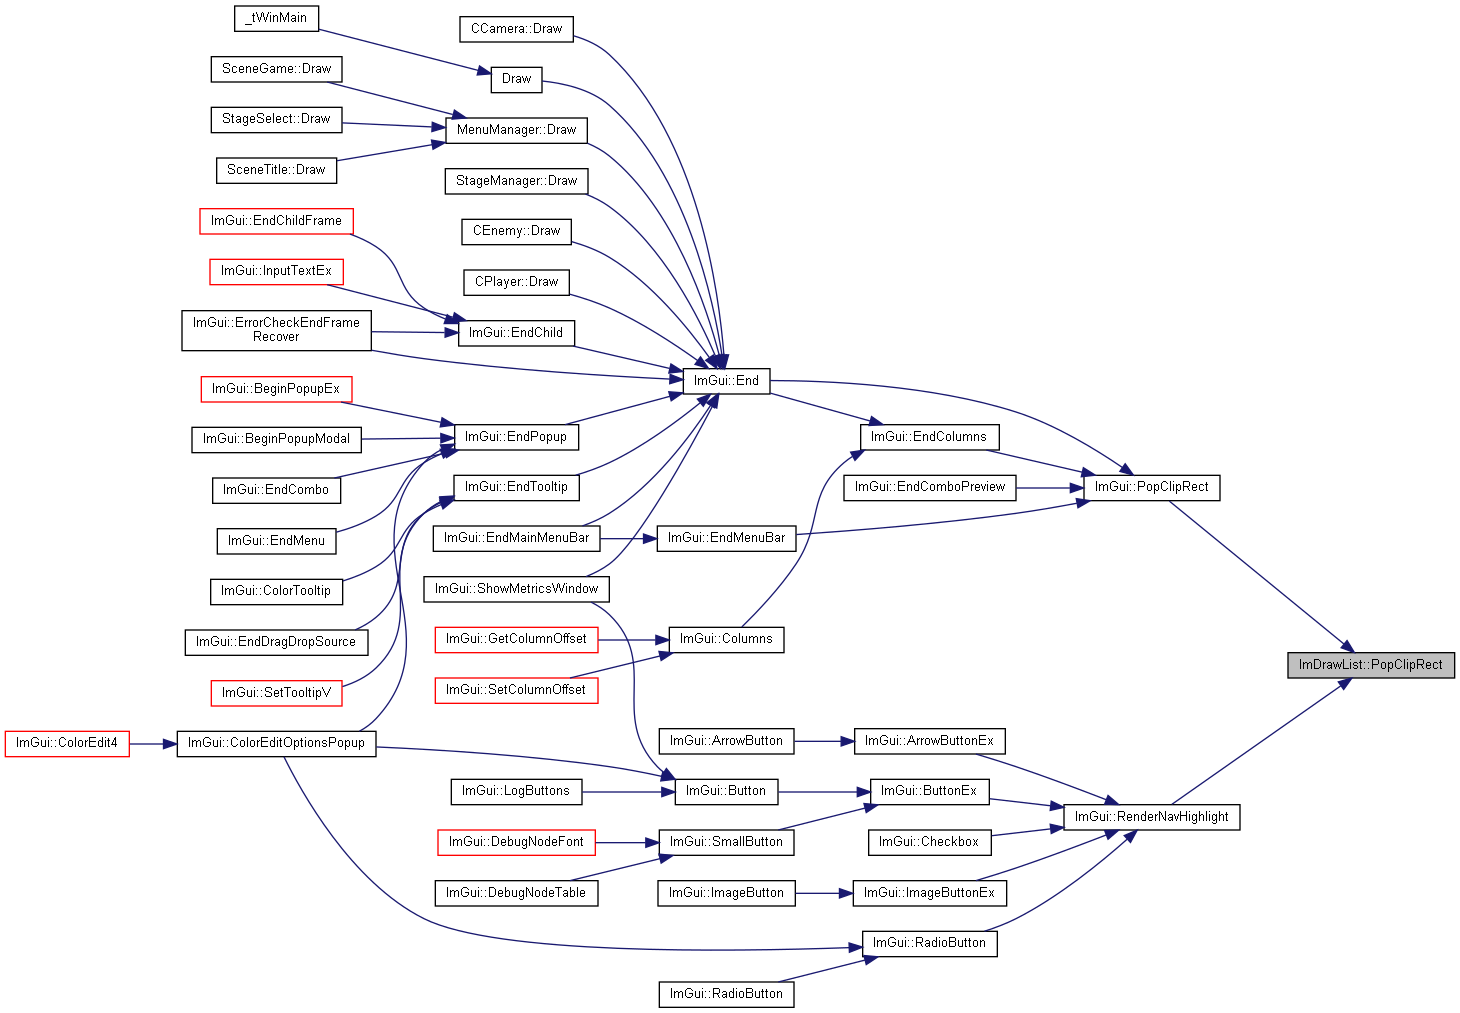 _tWinMain
CCamera::Draw
SceneGame::Draw
Draw
StageSelect::Draw
MenuManager::Draw
SceneTitle::Draw
StageManager::Draw
ImGui::EndChildFrame
CEnemy::Draw
ImGui::InputTextEx
CPlayer::Draw
ImGui::ErrorCheckEndFrame
Recover
ImGui::EndChild
ImGui::End
ImGui::BeginPopupEx
ImGui::BeginPopupModal
ImGui::EndPopup
ImGui::EndColumns
ImGui::EndCombo
ImGui::EndTooltip
ImGui::EndComboPreview
ImGui::PopClipRect
ImGui::EndMenu
ImGui::EndMainMenuBar
ImGui::EndMenuBar
ImGui::ColorTooltip
ImGui::ShowMetricsWindow
ImGui::EndDragDropSource
ImGui::GetColumnOffset
ImGui::Columns
ImDrawList::PopClipRect
ImGui::SetTooltipV
ImGui::SetColumnOffset
ImGui::ColorEdit4
ImGui::ColorEditOptionsPopup
ImGui::ArrowButton
ImGui::ArrowButtonEx
ImGui::LogButtons
ImGui::Button
ImGui::ButtonEx
ImGui::RenderNavHighlight
ImGui::DebugNodeFont
ImGui::SmallButton
ImGui::Checkbox
ImGui::DebugNodeTable
ImGui::ImageButton
ImGui::ImageButtonEx
ImGui::RadioButton
ImGui::RadioButton